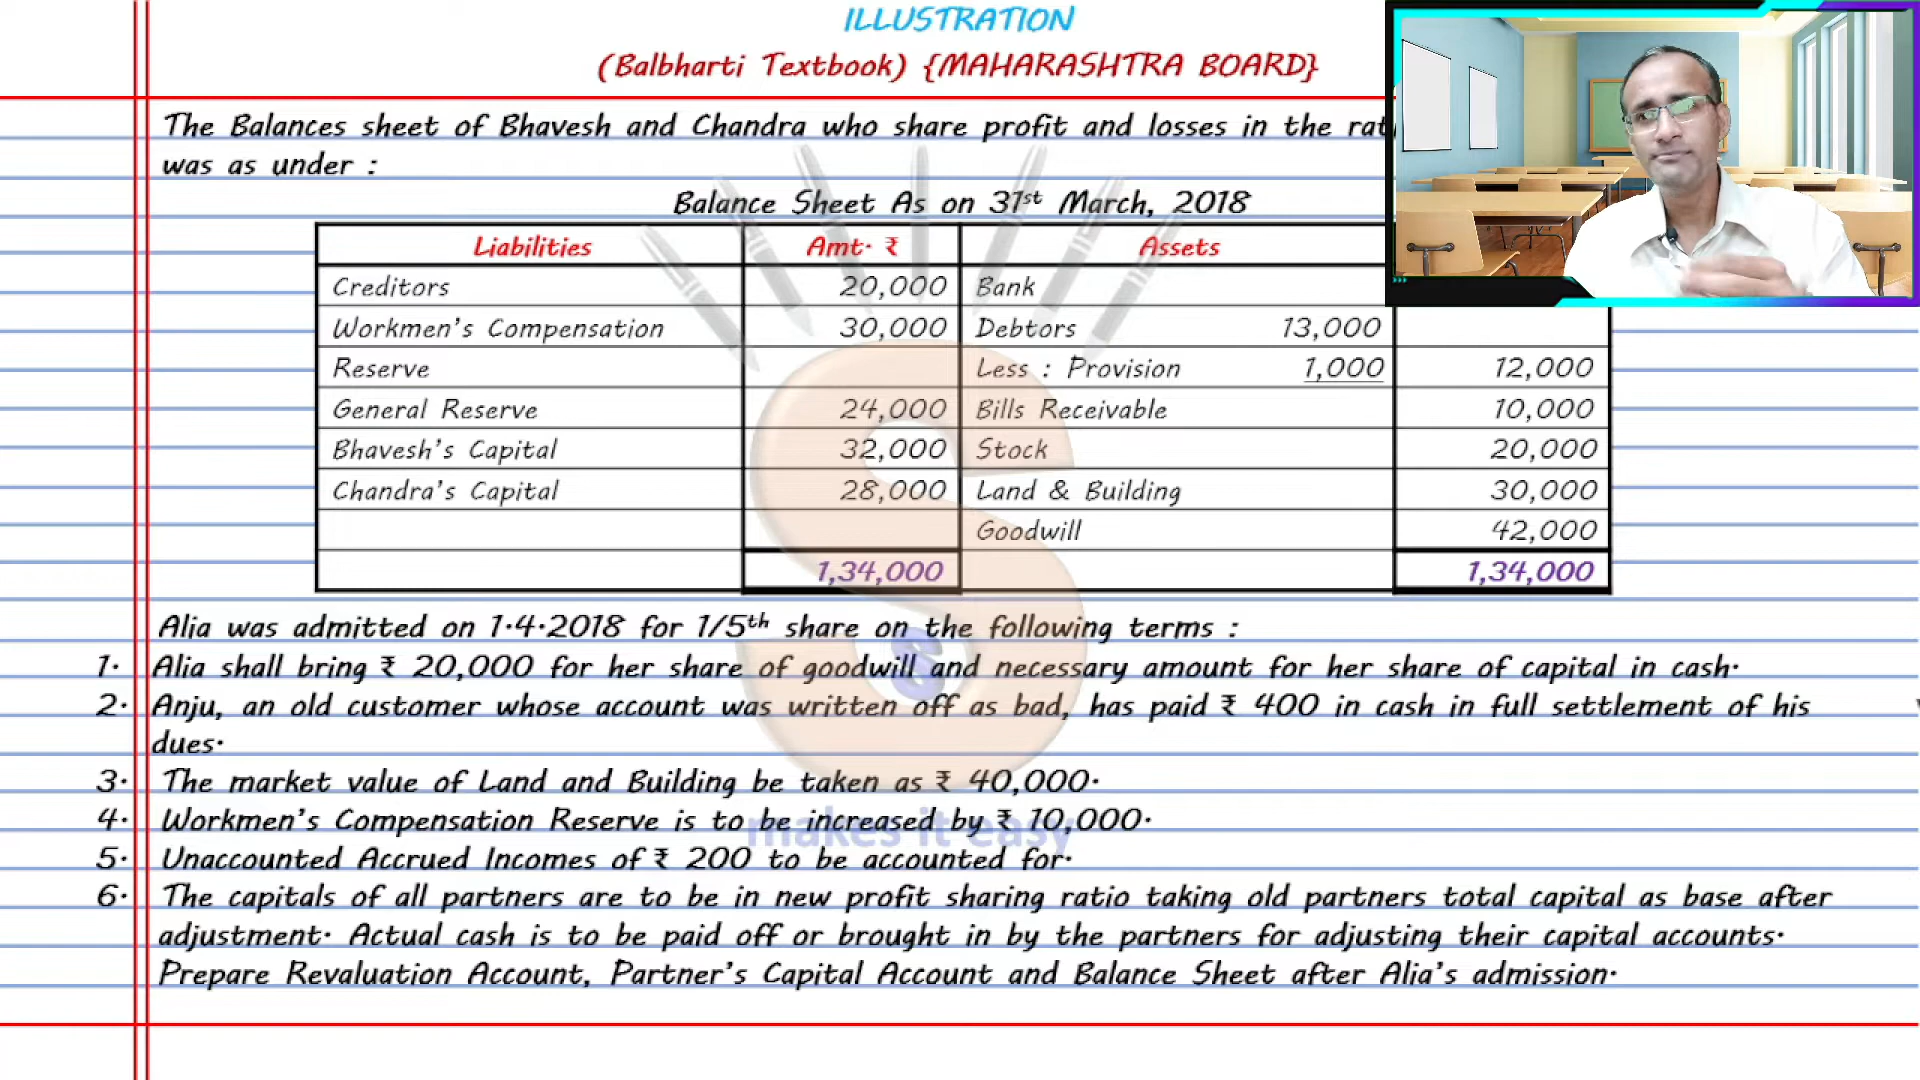 ILLUSTRATION
(Balbharti Textbook) {MAHARASHTRA BOARD}
The Balances sheet of Bhavesh and Chandra who share profit and losses in the
was as under :
Balance Sheet As on 31st March, 2018
Liabilities Amt. ₹ Assets
Creditors 20,000 Bank
Workmen's Compensation 30,000 Debtors 13,000
Reserve Less : Provision 1,000 12,000
General Reserve 24,000 Bills Receivable 10,000
Bhavesh's Capital 32,000 Stock 20,000
Chandra's Capital 28,000 Land & Building 30,000
Goodwill 42,000
1,34,000 1,34,000
Alia was admitted on 1.4.2018 for 1/5th share on the following terms :
1. Alia shall bring ₹ 20,000 for her share of goodwill and necessary amount for her share of capital in cash.
2. Anju, an old customer whose account was written off as bad, has paid ₹ 400 in cash in full settlement of his
dues.
3. The market value of Land and Building be taken as ₹ 40,000.
4. Workmen's Compensation Reserve is to be increased by ₹ 10,000.
makes it easy
5. Unaccounted Accrued Incomes of ₹ 200 to be accounted for.
6. The capitals of all partners are to be in new profit sharing ratio taking old partners total capital as base after
adjustment. Actual cash is to be paid off or brought in by the partners for adjusting their capital accounts.
Prepare Revaluation Account, Partner's Capital Account and Balance Sheet after Alia's admission.